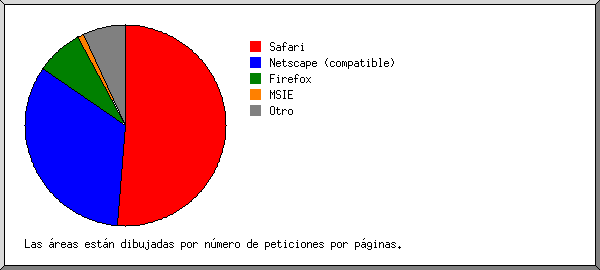 Safari
Netscape (compatible)
Firefox
MSIE
Otro
Las áreas están dibujadas por número de peticiones por páginas.